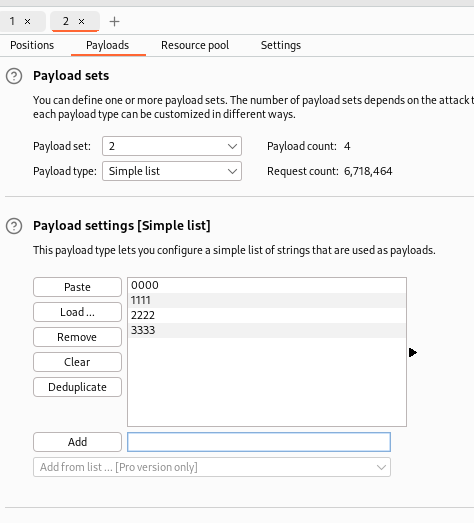 1 × 2 × +
Positions Payloads Resource pool Settings
? Payload sets
You can define one or more payload sets. The number of payload sets depends on the attack t
each payload type can be customized in different ways.
Payload set: 2 Payload count: 4
Payload type: Simple list Request count: 6,718,464
? Payload settings [Simple list]
This payload type lets you configure a simple list of strings that are used as payloads.
Paste 0000
Load ... 1111
Remove 2222
Clear 3333
Deduplicate
Add
Add from list ... [Pro version only]